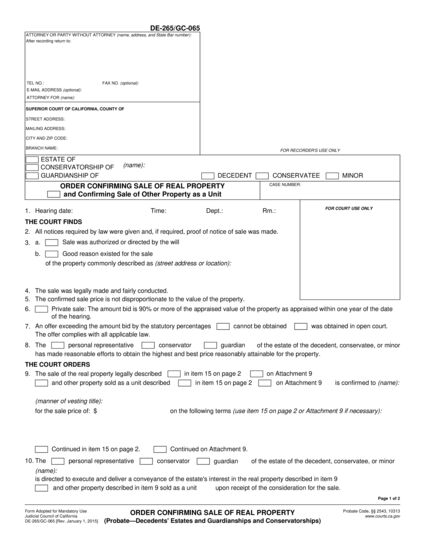 DE-265/GC-065
ATTORNEY OR PARTY WITHOUT ATTORNEY (name, address, and State Bar number):
After recording return to:
TEL NO.: FAX NO. (optional):
E-MAIL ADDRESS (optional):
ATTORNEY FOR (name):
SUPERIOR COURT OF CALIFORNIA, COUNTY OF
STREET ADDRESS:
MAILING ADDRESS:
CITY AND ZIP CODE:
BRANCH NAME:
FOR RECORDER'S USE ONLY
ESTATE OF
CONSERVATORSHIP OF (name):
GUARDIANSHIP OF
DECEDENT CONSERVATEE MINOR
ORDER CONFIRMING SALE OF REAL PROPERTY
and Confirming Sale of Other Property as a Unit
CASE NUMBER:
1. Hearing date: Time: Dept.: Rm.:
FOR COURT USE ONLY
THE COURT FINDS
2. All notices required by law were given and, if required, proof of notice of sale was made.
3. a. Sale was authorized or directed by the will
b. Good reason existed for the sale
of the property commonly described as (street address or location):
4. The sale was legally made and fairly conducted.
5. The confirmed sale price is not disproportionate to the value of the property.
6. Private sale: The amount bid is 90% or more of the appraised value of the property as appraised within one year of the date
of the hearing.
7. An offer exceeding the amount bid by the statutory percentages cannot be obtained was obtained in open court.
The offer complies with all applicable law.
8. The personal representative conservator guardian of the estate of the decedent, conservatee, or minor
has made reasonable efforts to obtain the highest and best price reasonably attainable for the property.
THE COURT ORDERS
9. The sale of the real property legally described in item 15 on page 2 on Attachment 9
and other property sold as a unit described in item 15 on page 2 on Attachment 9 is confirmed to (name):
(manner of vesting title):
for the sale price of: $ on the following terms (use item 15 on page 2 or Attachment 9 if necessary):
Continued in item 15 on page 2. Continued on Attachment 9.
10. The personal representative conservator guardian of the estate of the decedent, conservatee, or minor
(name):
is directed to execute and deliver a conveyance of the estate's interest in the real property described in item 9
and other property described in item 9 sold as a unit upon receipt of the consideration for the sale.
Page 1 of 2
Form Adopted for Mandatory Use
Judicial Council of California
DE-265/GC-065 [Rev. January 1, 2015]
ORDER CONFIRMING SALE OF REAL PROPERTY
(Probate—Decedents' Estates and Guardianships and Conservatorships)
Probate Code, §§ 2543, 10313
www.courts.ca.gov